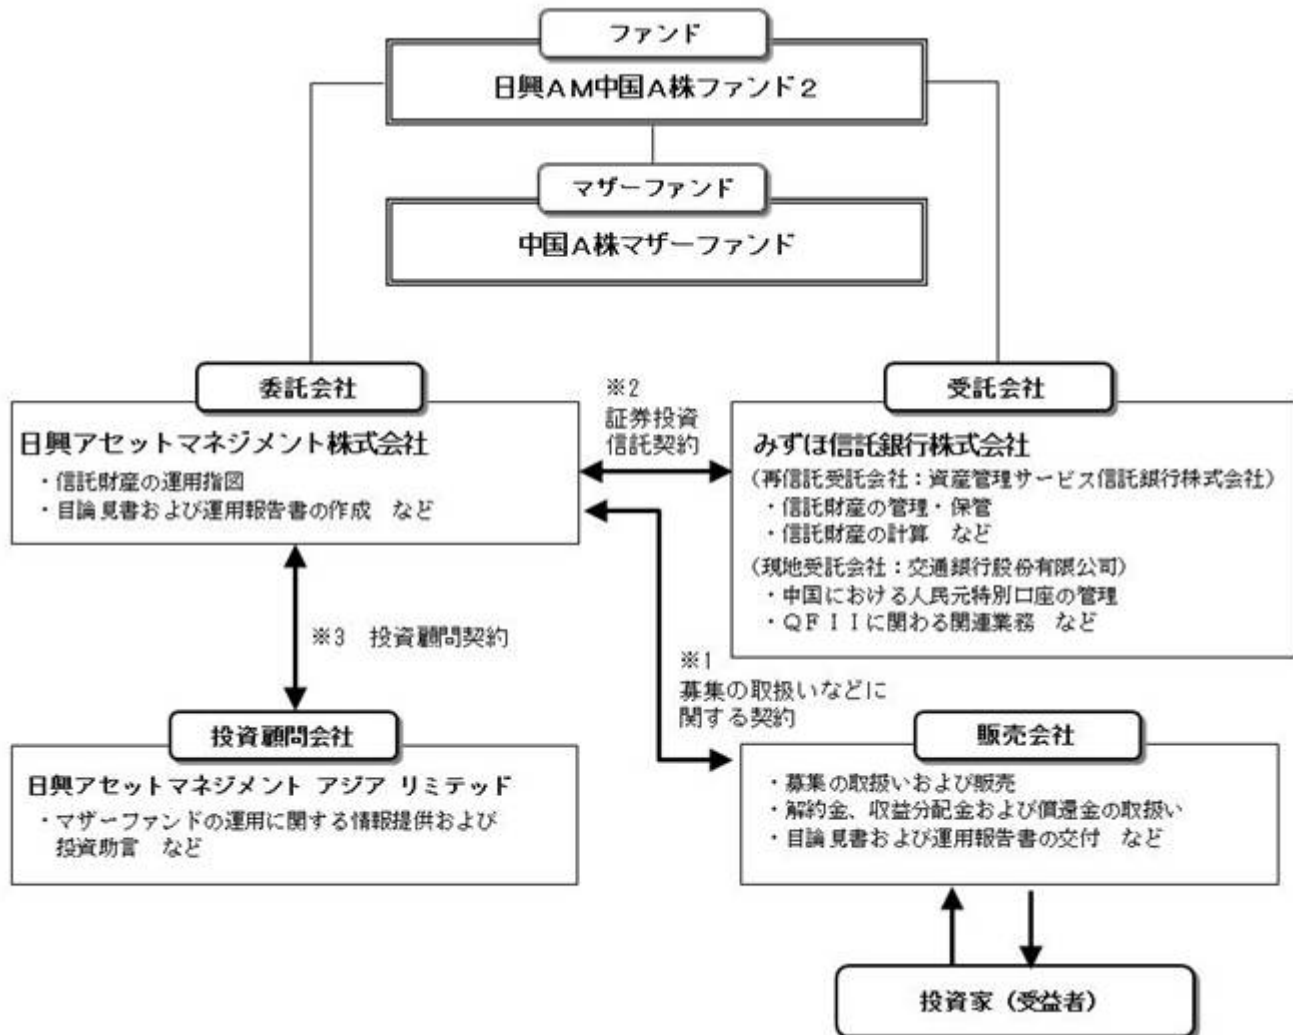 ファンド
日興AM中国A株ファンド2
マザーファンド
中国A株マザーファンド
委託会社
日興アセットマネジメント株式会社
・信託財産の運用指図
・目論見書および運用報告書の作成　など
※2
証券投資
信託契約
受託会社
みずほ信託銀行株式会社
(再信託受託会社：資産管理サービス信託銀行株式会社)
・信託財産の管理・保管
・信託財産の計算　など
(現地受託会社：交通銀行股份有限公司)
・中国における人民元特別口座の管理
・QFIIに関わる関連業務　など
※3　投資顧問契約
※1
募集の取扱いなどに
関する契約
投資顧問会社
日興アセットマネジメント アジア リミテッド
・マザーファンドの運用に関する情報提供および
投資助言　など
販売会社
・募集の取扱いおよび販売
・解約金、収益分配金および償還金の取扱い
・目論見書および運用報告書の交付　など
投資家（受益者）